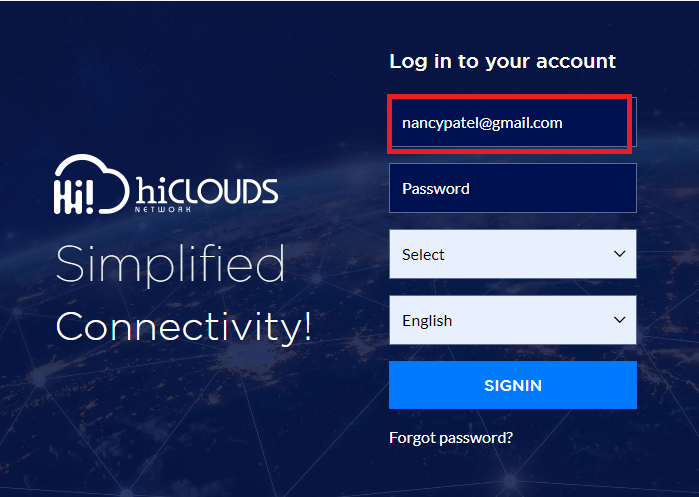 Log in to your account
nancypatel@gmail.com
Password
Select
English
SIGNIN
Forgot password?
Hi! hiCLOUDS
NETWORK
Simplified
Connectivity!